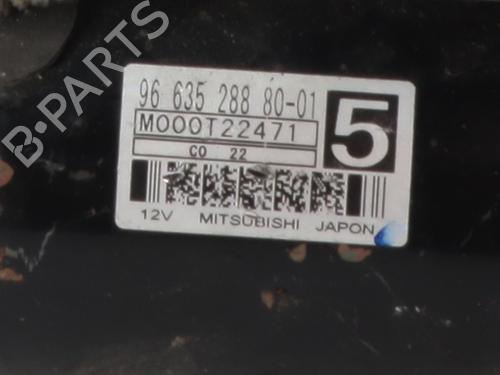 96 635 288 80-01
M000T22471
5
C0 22
12V MITSUBISHI JAPON
B-PARTS